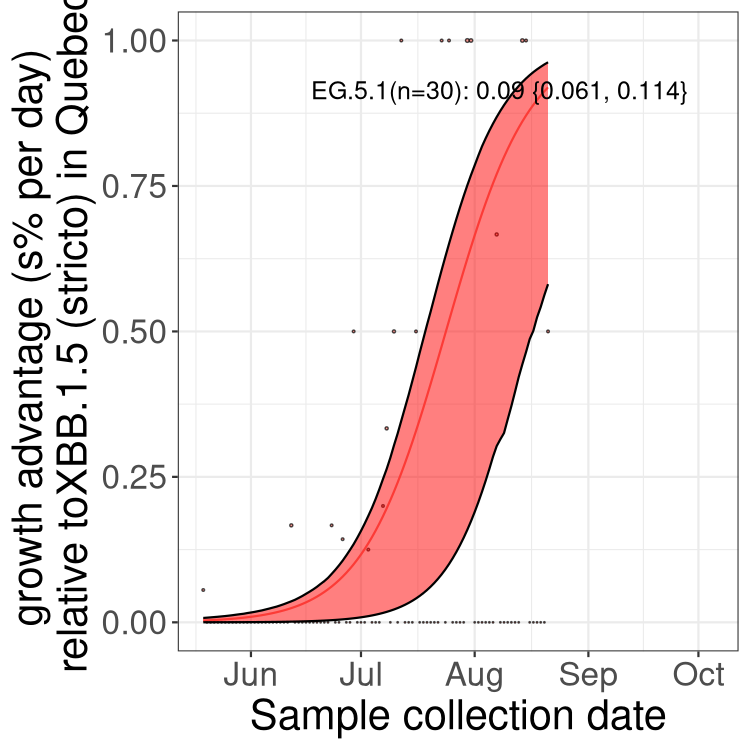 growth advantage (s% per day)
relative toXBB.1.5 (stricto) in Quebec
1.00
0.75
0.50
0.25
0.00
EG.5.1(n=30): 0.09 {0.061, 0.114}
Jun Jul Aug Sep Oct
Sample collection date